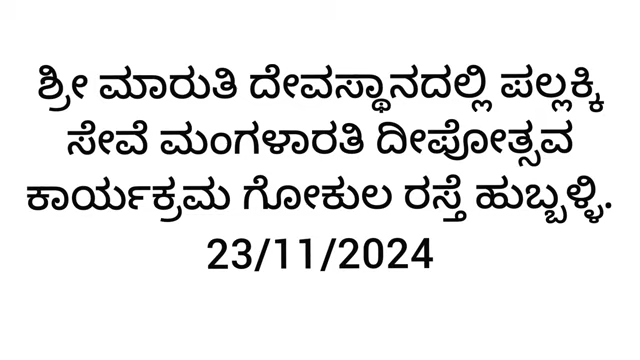 ಶ್ರೀ ಮಾರುತಿ ದೇವಸ್ಥಾನದಲ್ಲಿ ಪಲ್ಲಕ್ಕಿ
ಸೇವೆ ಮಂಗಳಾರತಿ ದೀಪೋತ್ಸವ
ಕಾರ್ಯಕ್ರಮ ಗೋಕುಲ ರಸ್ತೆ ಹುಬ್ಬಳ್ಳಿ.
23/11/2024